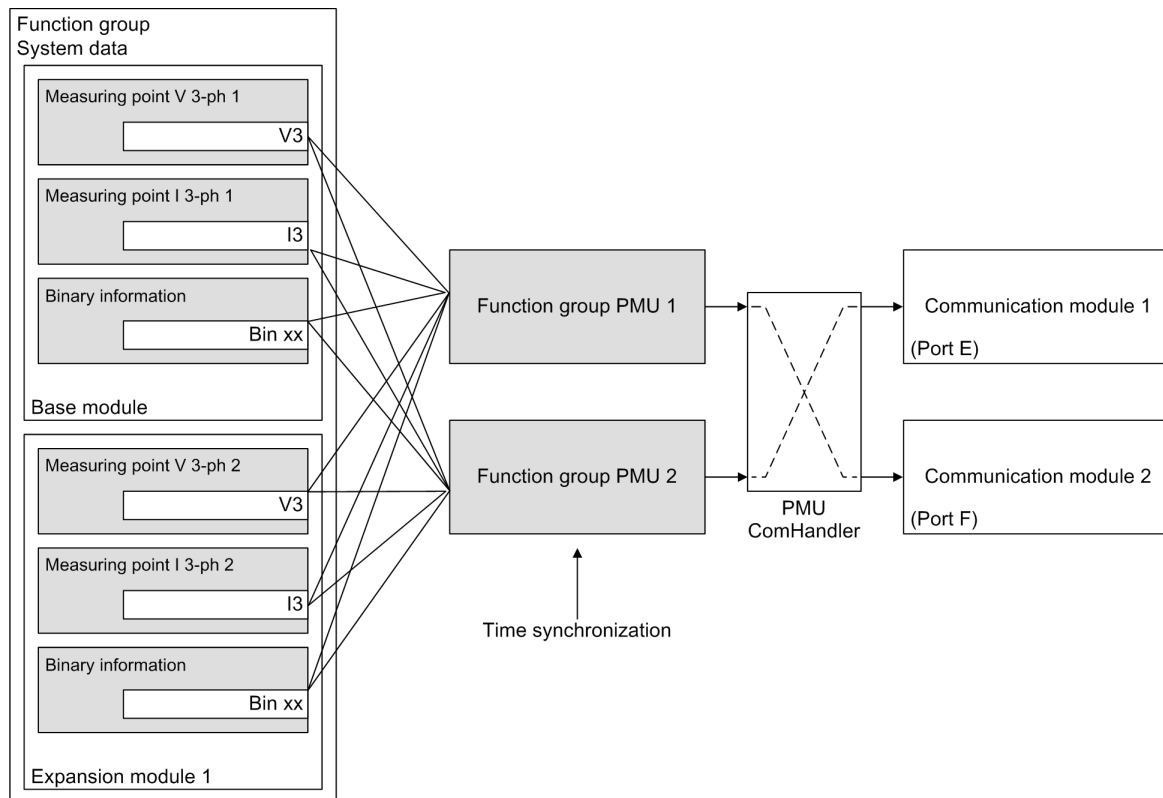 Function group
System data
Measuring point V 3-ph 1
V3
Measuring point I 3-ph 1
I3
Binary information
Bin xx
Base module
Measuring point V 3-ph 2
V3
Measuring point I 3-ph 2
I3
Binary information
Bin xx
Expansion module 1
Function group PMU 1
Function group PMU 2
Time synchronization
PMU
ComHandler
Communication module 1
(Port E)
Communication module 2
(Port F)